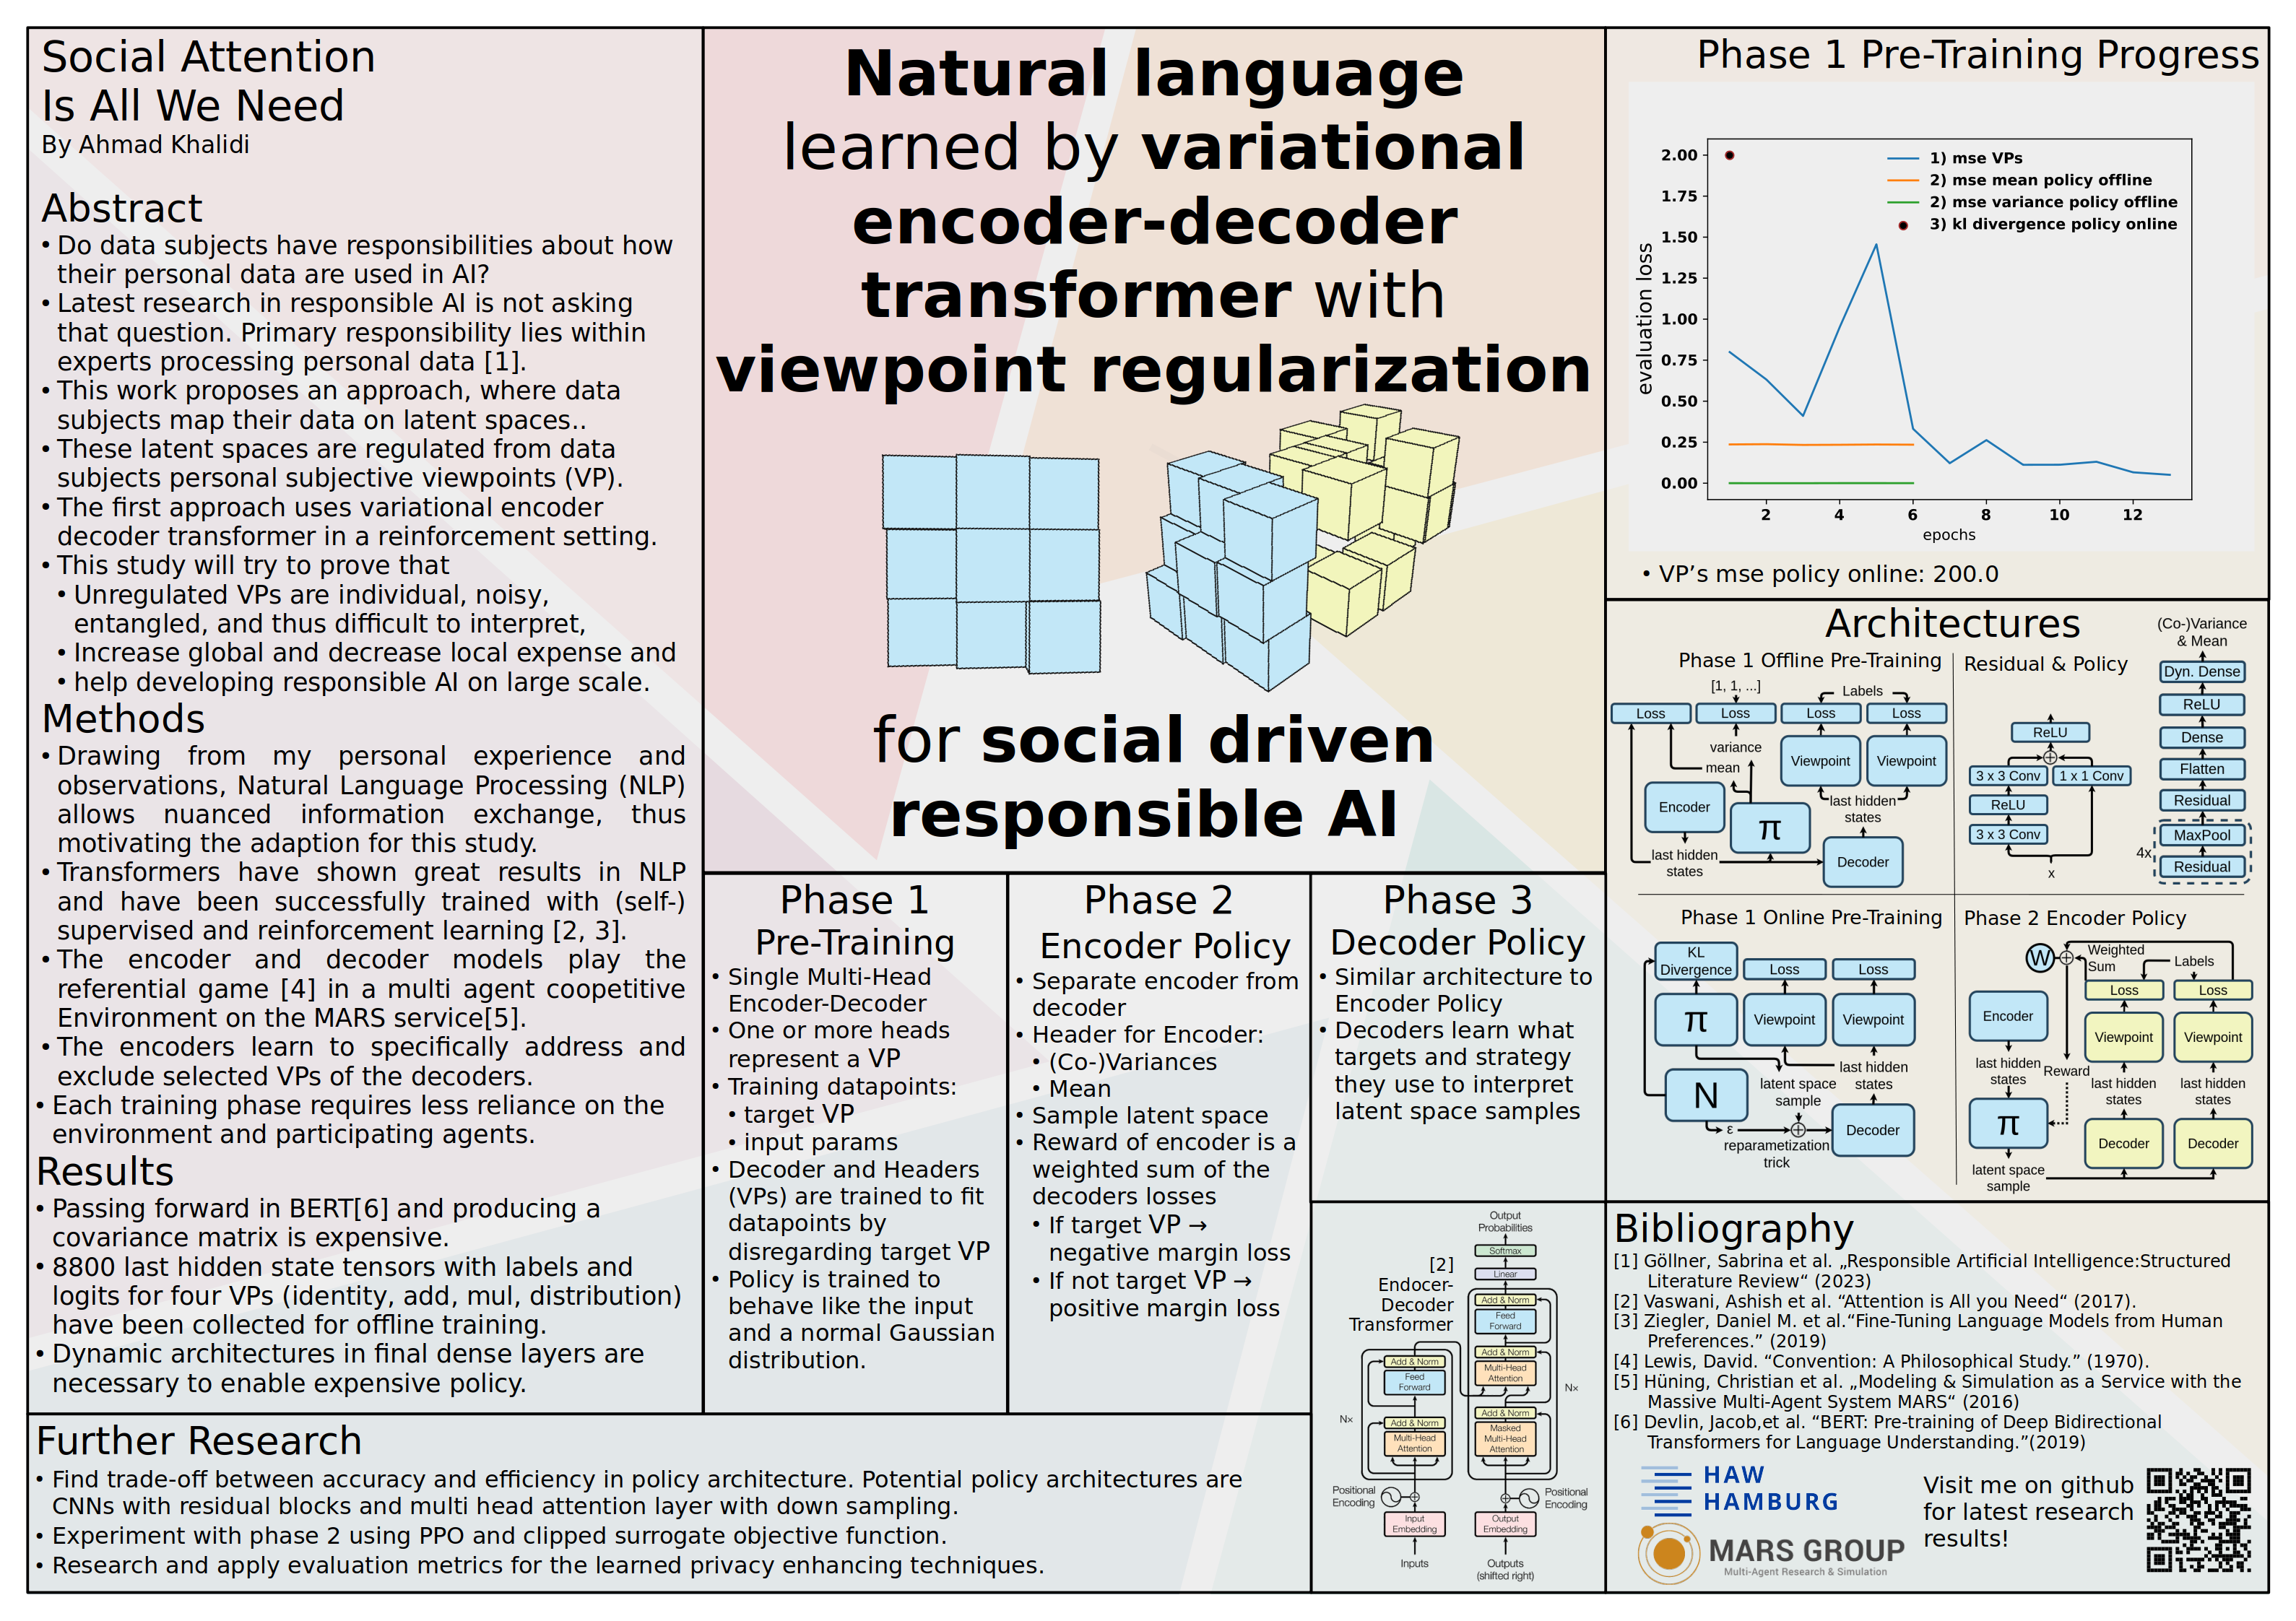 Social Attention
Is All We Need
By Ahmad Khalidi
Abstract
• Do data subjects have responsibilities about how
their personal data are used in AI?
• Latest research in responsible AI is not asking
that question. Primary responsibility lies within
experts processing personal data [1].
• This work proposes an approach, where data
subjects map their data on latent spaces..
• These latent spaces are regulated from data
subjects personal subjective viewpoints (VP).
• The first approach uses variational encoder
decoder transformer in a reinforcement setting.
• This study will try to prove that
• Unregulated VPs are individual, noisy,
entangled, and thus difficult to interpret,
• Increase global and decrease local expense and
• help developing responsible AI on large scale.
Methods
• Drawing from my personal experience and
observations, Natural Language Processing (NLP)
allows nuanced information exchange, thus
motivating the adaption for this study.
• Transformers have shown great results in NLP
and have been successfully trained with (self-)
supervised and reinforcement learning [2, 3].
• The encoder and decoder models play the
referential game [4] in a multi agent coopetitive
Environment on the MARS service[5].
• The encoders learn to specifically address and
exclude selected VPs of the decoders.
• Each training phase requires less reliance on the
environment and participating agents.
Results
• Passing forward in BERT[6] and producing a
covariance matrix is expensive.
• 8800 last hidden state tensors with labels and
logits for four VPs (identity, add, mul, distribution)
have been collected for offline training.
• Dynamic architectures in final dense layers are
necessary to enable expensive policy.
Further Research
• Find trade-off between accuracy and efficiency in policy architecture. Potential policy architectures are
CNNs with residual blocks and multi head attention layer with down sampling.
• Experiment with phase 2 using PPO and clipped surrogate objective function.
• Research and apply evaluation metrics for the learned privacy enhancing techniques.
Natural language
learned by variational
encoder-decoder
transformer with
viewpoint regularization
for social driven
responsible AI
Phase 1
Pre-Training
• Single Multi-Head
Encoder-Decoder
• One or more heads
represent a VP
• Training datapoints:
• target VP
• input params
• Decoder and Headers
(VPs) are trained to fit
datapoints by
disregarding target VP
• Policy is trained to
behave like the input
and a normal Gaussian
distribution.
Phase 2
Encoder Policy
• Separate encoder from
decoder
• Header for Encoder:
• (Co-)Variances
• Mean
• Sample latent space
• Reward of encoder is a
weighted sum of the
decoders losses
• If target VP →
negative margin loss
• If not target VP →
positive margin loss
Phase 3
Decoder Policy
• Similar architecture to
Encoder Policy
• Decoders learn what
targets and strategy
they use to interpret
latent space samples
[2]
Endocer-
Decoder
Transformer
Output
Probabilities
Softmax
Linear
Add & Norm
Feed
Forward
Add & Norm
Multi-Head
Attention
Add & Norm
Masked
Multi-Head
Attention
Nx
Add & Norm
Feed
Forward
Add & Norm
Multi-Head
Attention
Nx
Positional
Encoding
Positional
Encoding
Input
Embedding
Output
Embedding
Inputs
Outputs
(shifted right)
Phase 1 Pre-Training Progress
evaluation loss
2.00
1.75
1.50
1.25
1.00
0.75
0.50
0.25
0.00
1) mse VPs
2) mse mean policy offline
2) mse variance policy offline
3) kl divergence policy online
2 4 6 8 10 12
epochs
• VP’s mse policy online: 200.0
Architectures
Phase 1 Offline Pre-Training
[1, 1, ...]
Labels
Loss
Loss
Loss
Loss
variance
mean
Viewpoint
Viewpoint
Encoder
π
last hidden
states
last hidden
states
Decoder
Residual & Policy
ReLU
3 x 3 Conv
1 x 1 Conv
ReLU
3 x 3 Conv
x
(Co-)Variance
& Mean
Dyn. Dense
ReLU
Dense
Flatten
Residual
MaxPool
4x
Residual
Phase 1 Online Pre-Training
KL
Divergence
Loss
Loss
π
Viewpoint
Viewpoint
last hidden
states
latent space
sample
N
ε
reparametization
trick
Decoder
Phase 2 Encoder Policy
W
Weighted
Sum
Labels
Loss
Loss
Encoder
Viewpoint
Viewpoint
last hidden
states
Reward
last hidden
states
last hidden
states
π
Decoder
Decoder
latent space
sample
Bibliography
[1] Göllner, Sabrina et al. „Responsible Artificial Intelligence:Structured
Literature Review“ (2023)
[2] Vaswani, Ashish et al. “Attention is All you Need“ (2017).
[3] Ziegler, Daniel M. et al.“Fine-Tuning Language Models from Human
Preferences.” (2019)
[4] Lewis, David. “Convention: A Philosophical Study.” (1970).
[5] Hüning, Christian et al. „Modeling & Simulation as a Service with the
Massive Multi-Agent System MARS“ (2016)
[6] Devlin, Jacob,et al. “BERT: Pre-training of Deep Bidirectional
Transformers for Language Understanding.”(2019)
HAW
HAMBURG
MARS GROUP
Multi-Agent Research & Simulation
Visit me on github
for latest research
results!